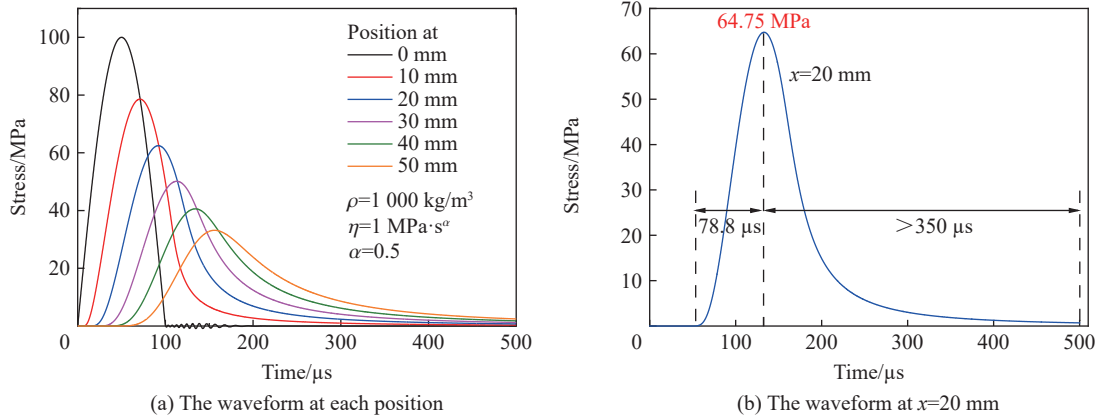 100
80
60
40
20
0
Stress/MPa
0
100
200
300
400
500
Time/μs
Position at
0 mm
10 mm
20 mm
30 mm
40 mm
50 mm
ρ=1 000 kg/m³
η=1 MPa·s^α
α=0.5
(a) The waveform at each position
70
60
50
40
30
20
10
0
Stress/MPa
0
100
200
300
400
500
Time/μs
64.75 MPa
x=20 mm
78.8 μs
>350 μs
(b) The waveform at x=20 mm